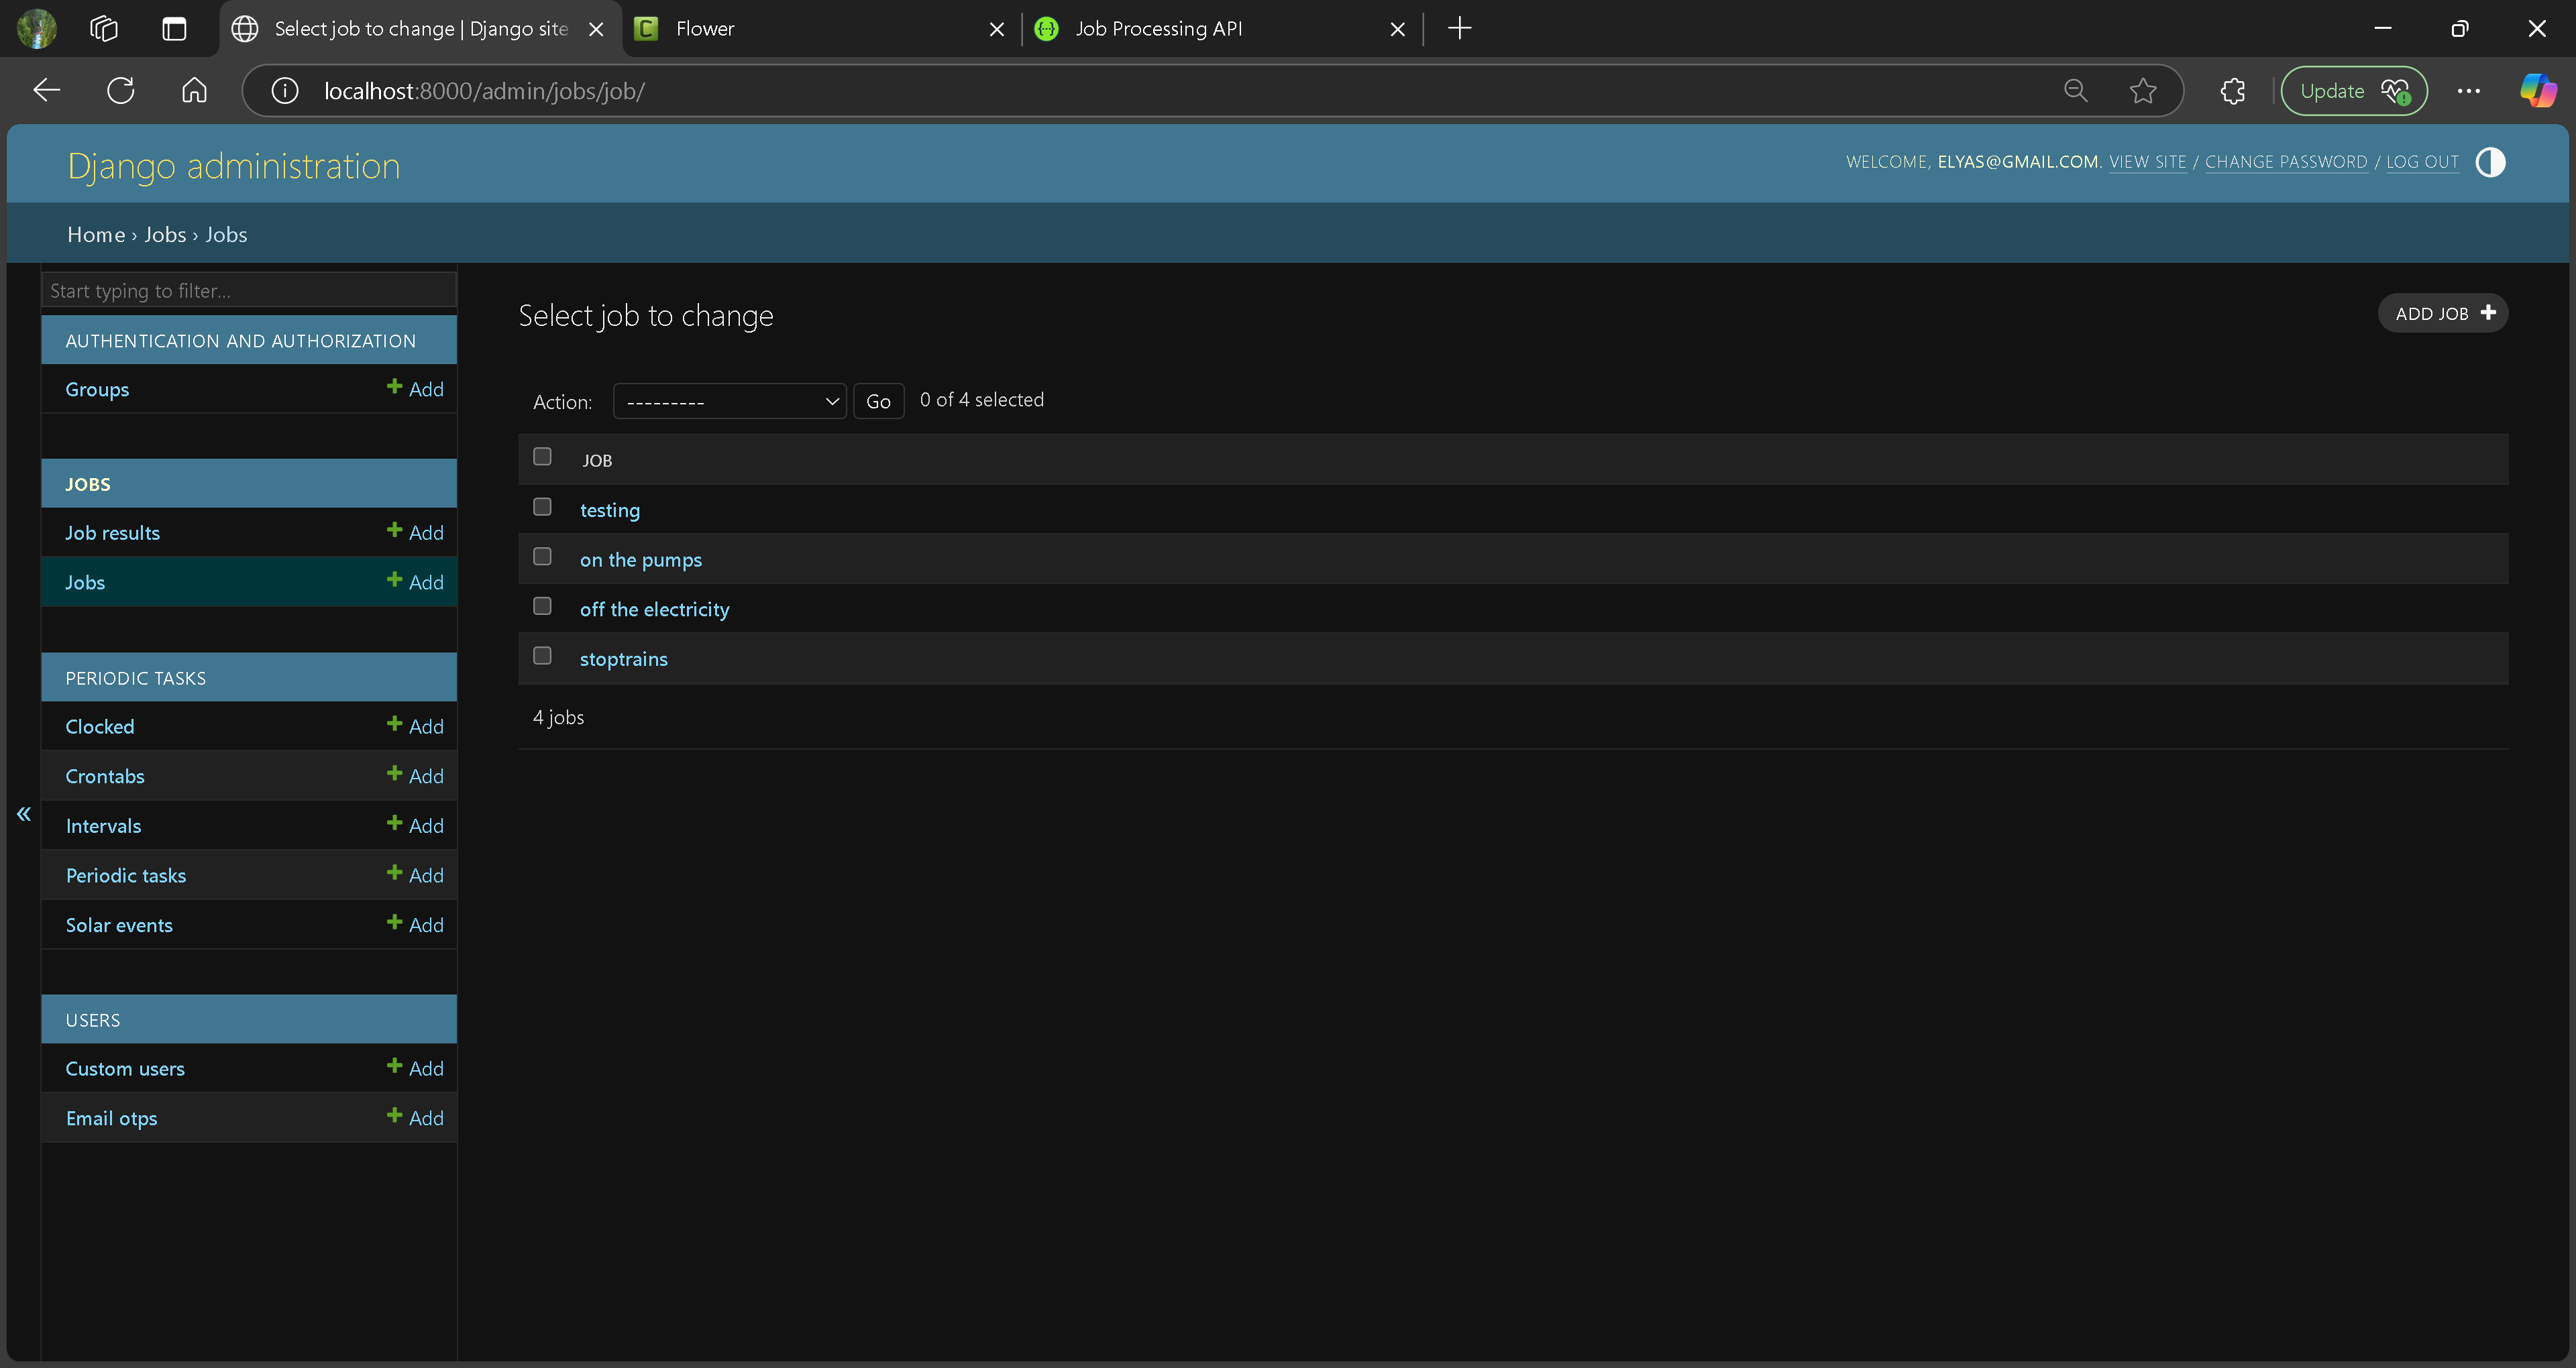 Select job to change | Django site
Flower
Job Processing API
localhost:8000/admin/jobs/job/
Update
Django administration
WELCOME, ELYAS@GMAIL.COM. VIEW SITE / CHANGE PASSWORD / LOG OUT
Home › Jobs › Jobs
Start typing to filter...
AUTHENTICATION AND AUTHORIZATION
Groups Add
JOBS
Job results Add
Jobs Add
PERIODIC TASKS
Clocked Add
Crontabs Add
Intervals Add
Periodic tasks Add
Solar events Add
USERS
Custom users Add
Email otps Add
Select job to change
ADD JOB
Action: --------- Go 0 of 4 selected
JOB
testing
on the pumps
off the electricity
stoptrains
4 jobs